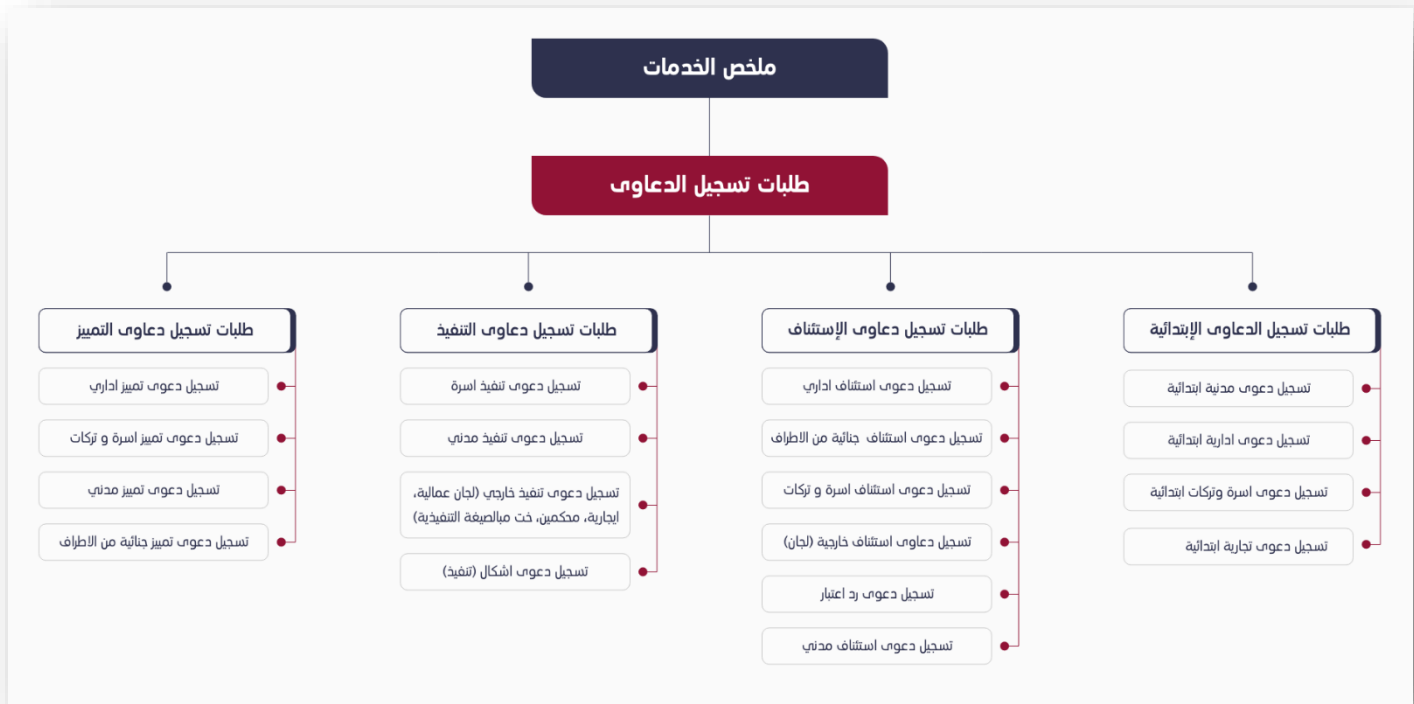 ملخص الخدمات
طلبات تسجيل الدعاوى
طلبات تسجيل الدعاوى الإبتدائية
تسجيل دعوى مدنية ابتدائية
تسجيل دعوى ادارية ابتدائية
تسجيل دعوى اسرة وتركات ابتدائية
تسجيل دعوى تجارية ابتدائية
طلبات تسجيل دعاوى الإستئناف
تسجيل دعوى استئناف اداري
تسجيل دعوى استئناف جنائية من الاطراف
تسجيل دعوى استئناف اسرة و تركات
تسجيل دعاوى استئناف خارجية (لجان)
تسجيل دعوى رد اعتبار
تسجيل دعوى استئناف مدني
طلبات تسجيل دعاوى التنفيذ
تسجيل دعوى تنفيذ اسرة
تسجيل دعوى تنفيذ مدني
تسجيل دعوى تنفيذ خارجي (لجان عمالية،
ايجارية، محكمين، خت مبالصيغة التنفيذية)
تسجيل دعوى اشكال (تنفيذ)
طلبات تسجيل دعاوى التمييز
تسجيل دعوى تمييز اداري
تسجيل دعوى تمييز اسرة و تركات
تسجيل دعوى تمييز مدني
تسجيل دعوى تمييز جنائية من الاطراف